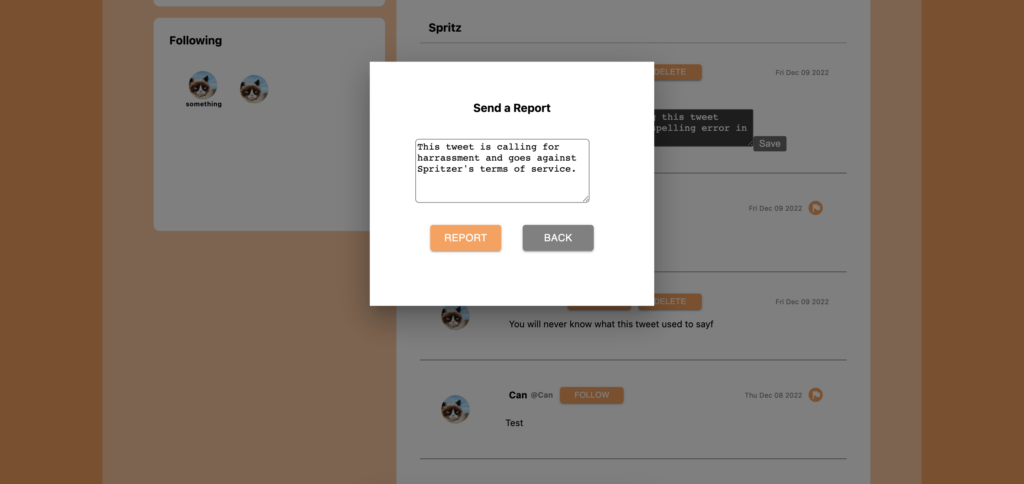 Following
something
Spritz
DELETE
Fri Dec 09 2022
this tweet
spelling error in
Save
Send a Report
This tweet is calling for
harrassment and goes against
Spritzer's terms of service.
REPORT
BACK
Fri Dec 09 2022
DELETE
Fri Dec 09 2022
You will never know what this tweet used to sayf
Can @Can
FOLLOW
Thu Dec 08 2022
Test